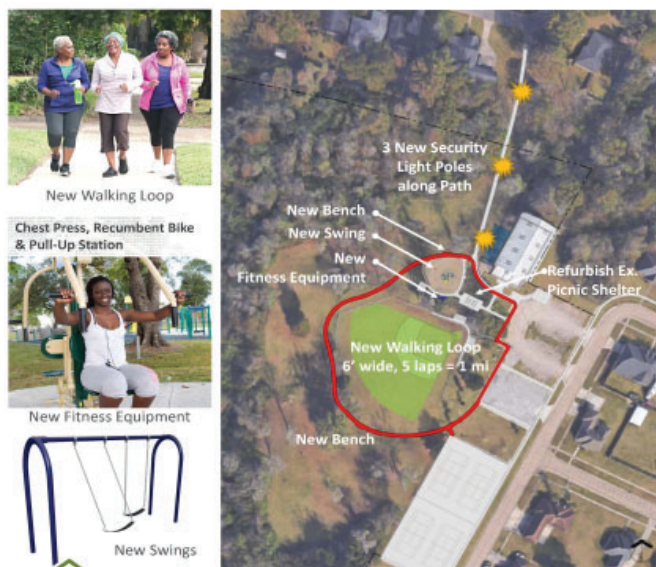 New Walking Loop
Chest Press, Recumbent Bike
& Pull-Up Station
New Fitness Equipment
New Swings
3 New Security
Light Poles
along Path
New Bench
New Swing
New
Fitness Equipment
Refurbish Ex.
Picnic Shelter
New Walking Loop
6' wide, 5 laps = 1 mi
New Bench